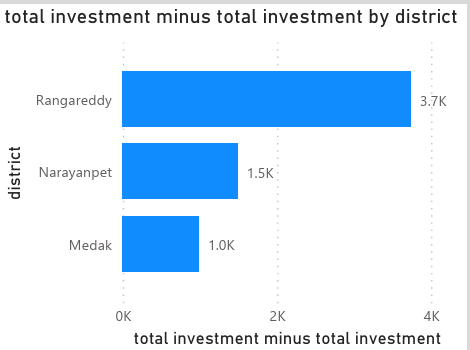 total investment minus total investment by district
district
Rangareddy
3.7K
Narayanpet
1.5K
Medak
1.0K
0K
2K
4K
total investment minus total investment